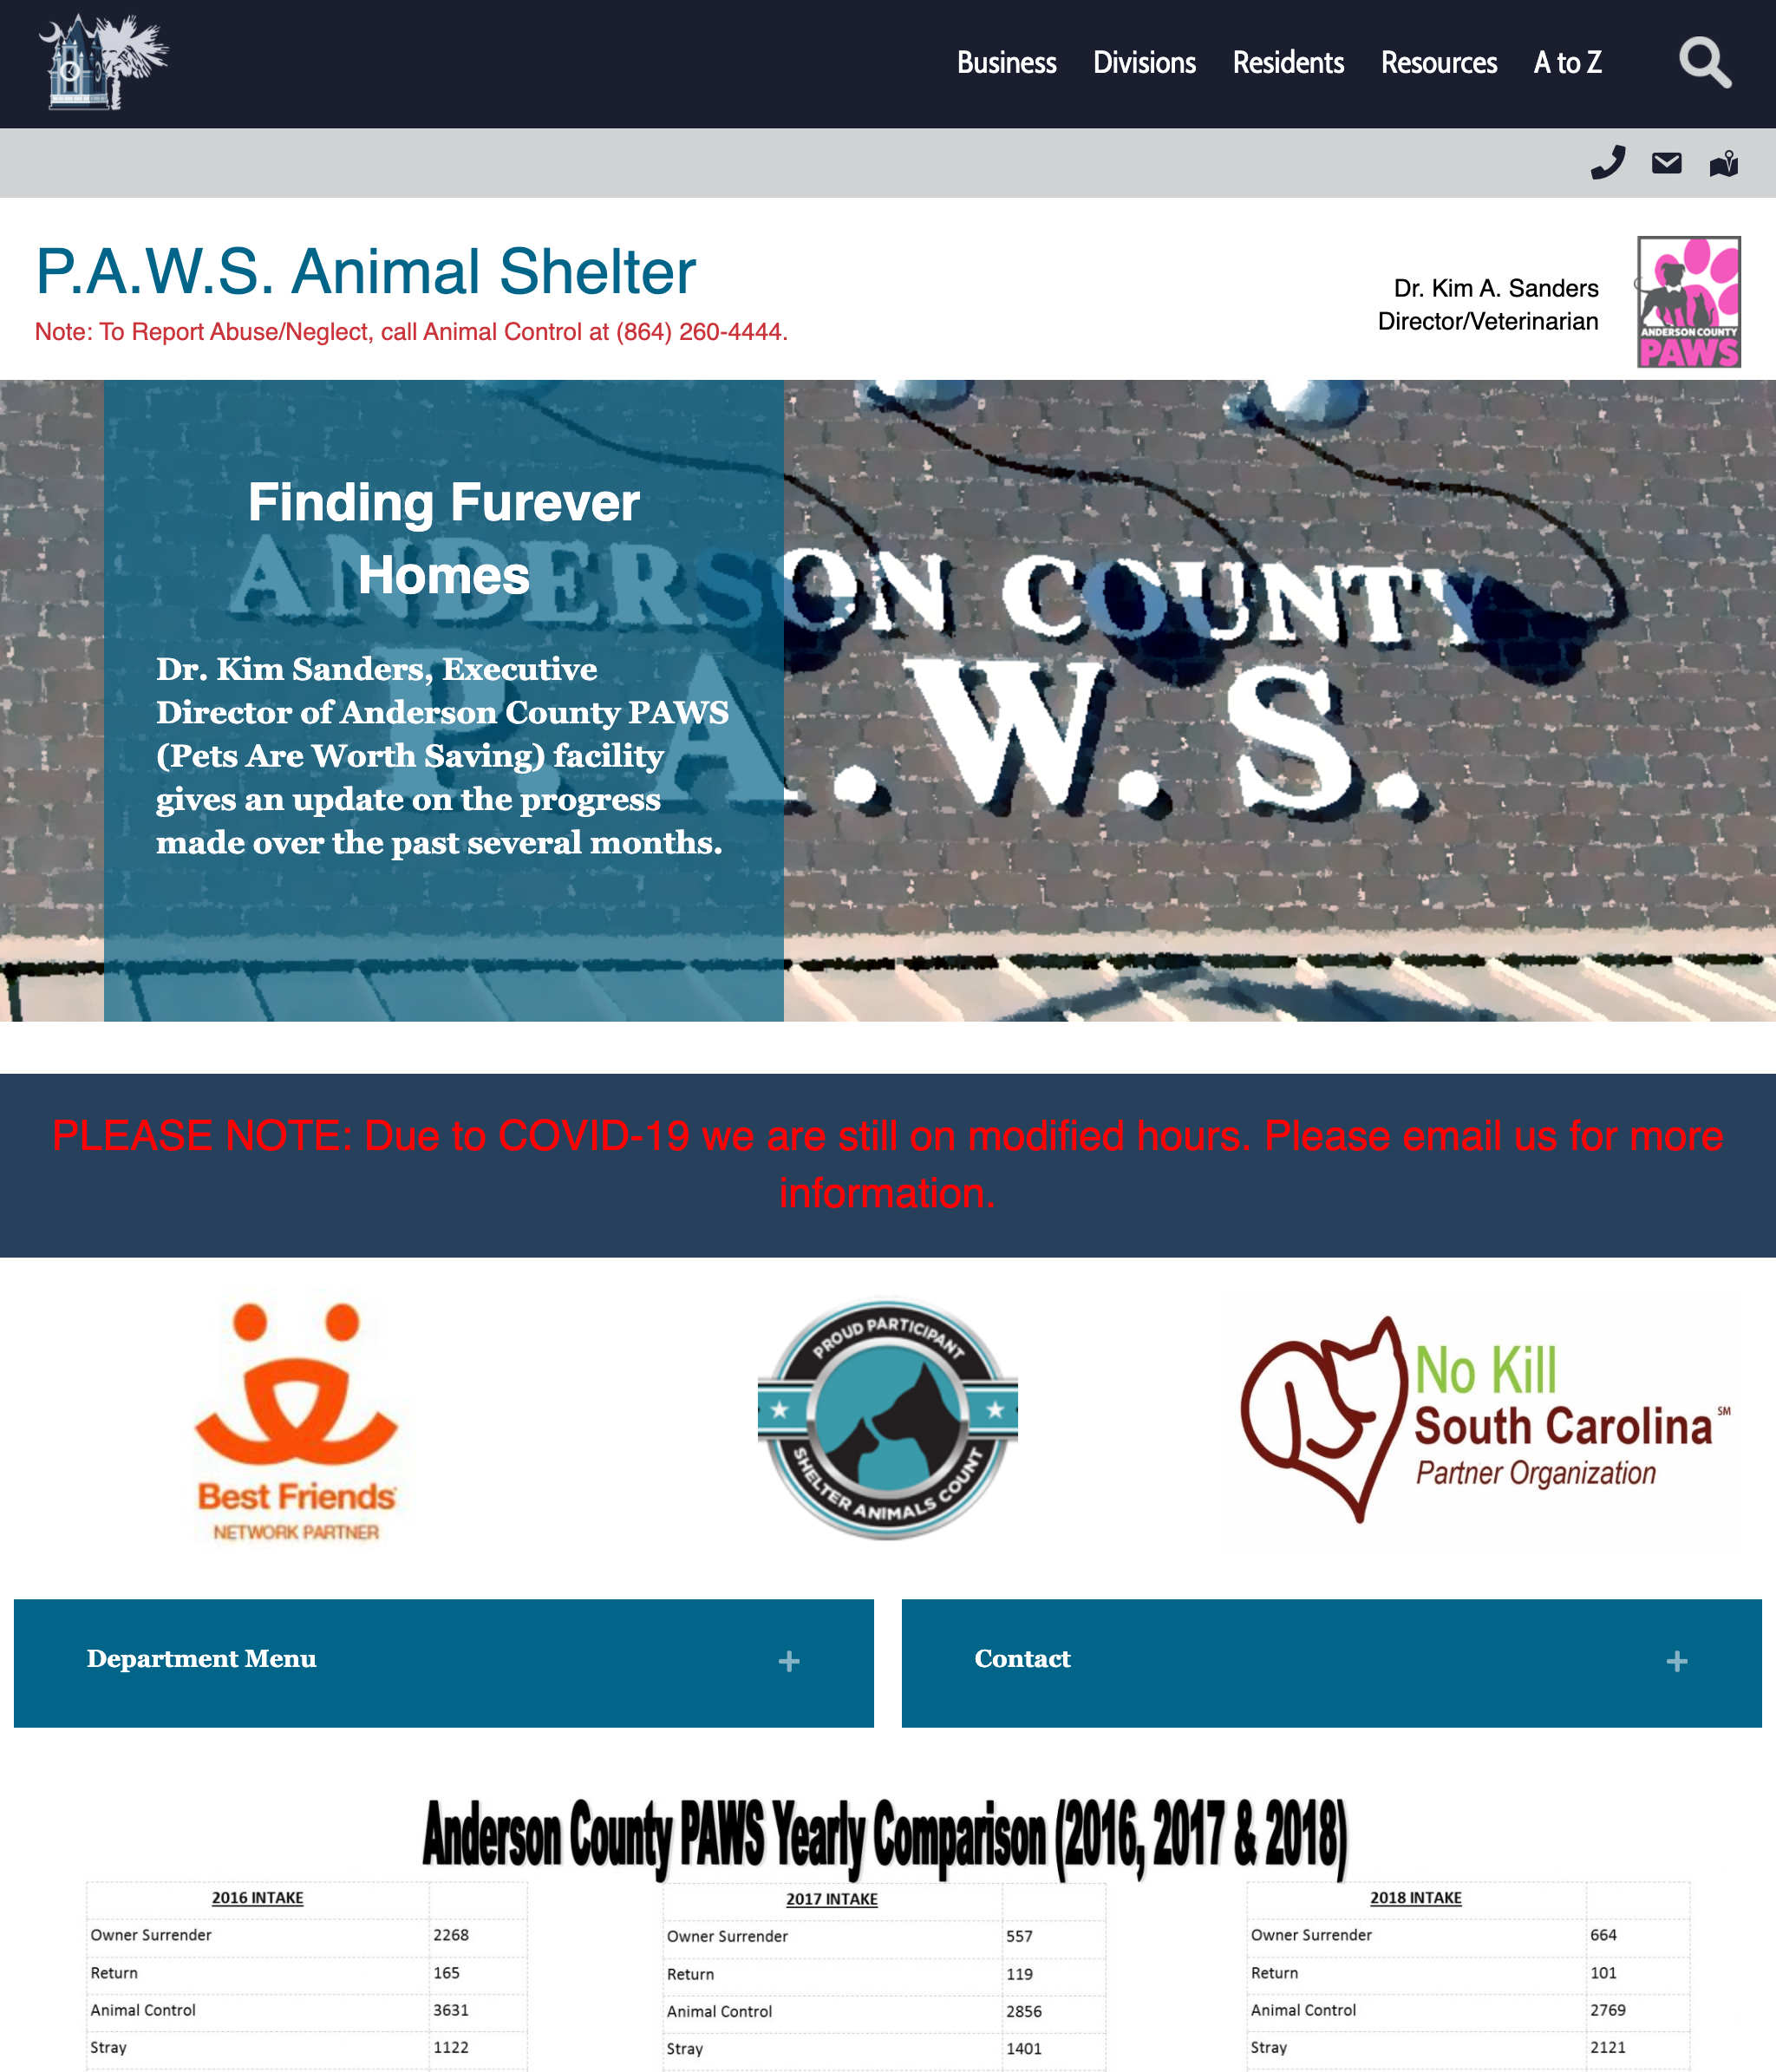 Business Divisions Residents Resources A to Z
P.A.W.S. Animal Shelter
Note: To Report Abuse/Neglect, call Animal Control at (864) 260-4444.
Dr. Kim A. Sanders
Director/Veterinarian
ANDERSON COUNTY
PAWS
Finding Furever
Homes
Dr. Kim Sanders, Executive
Director of Anderson County PAWS
(Pets Are Worth Saving) facility
gives an update on the progress
made over the past several months.
ANDERSON COUNTY
P.A.W.S.
PLEASE NOTE: Due to COVID-19 we are still on modified hours. Please email us for more
information.
Best Friends
NETWORK PARTNER
PROUD PARTICIPANT
SHELTER ANIMALS COUNT
No Kill
South Carolina SM
Partner Organization
Department Menu +
Contact +
Anderson County PAWS Yearly Comparison (2016, 2017 & 2018)
2016 INTAKE
Owner Surrender 2268
Return 165
Animal Control 3631
Stray 1122
2017 INTAKE
Owner Surrender 557
Return 119
Animal Control 2856
Stray 1401
2018 INTAKE
Owner Surrender 664
Return 101
Animal Control 2769
Stray 2121